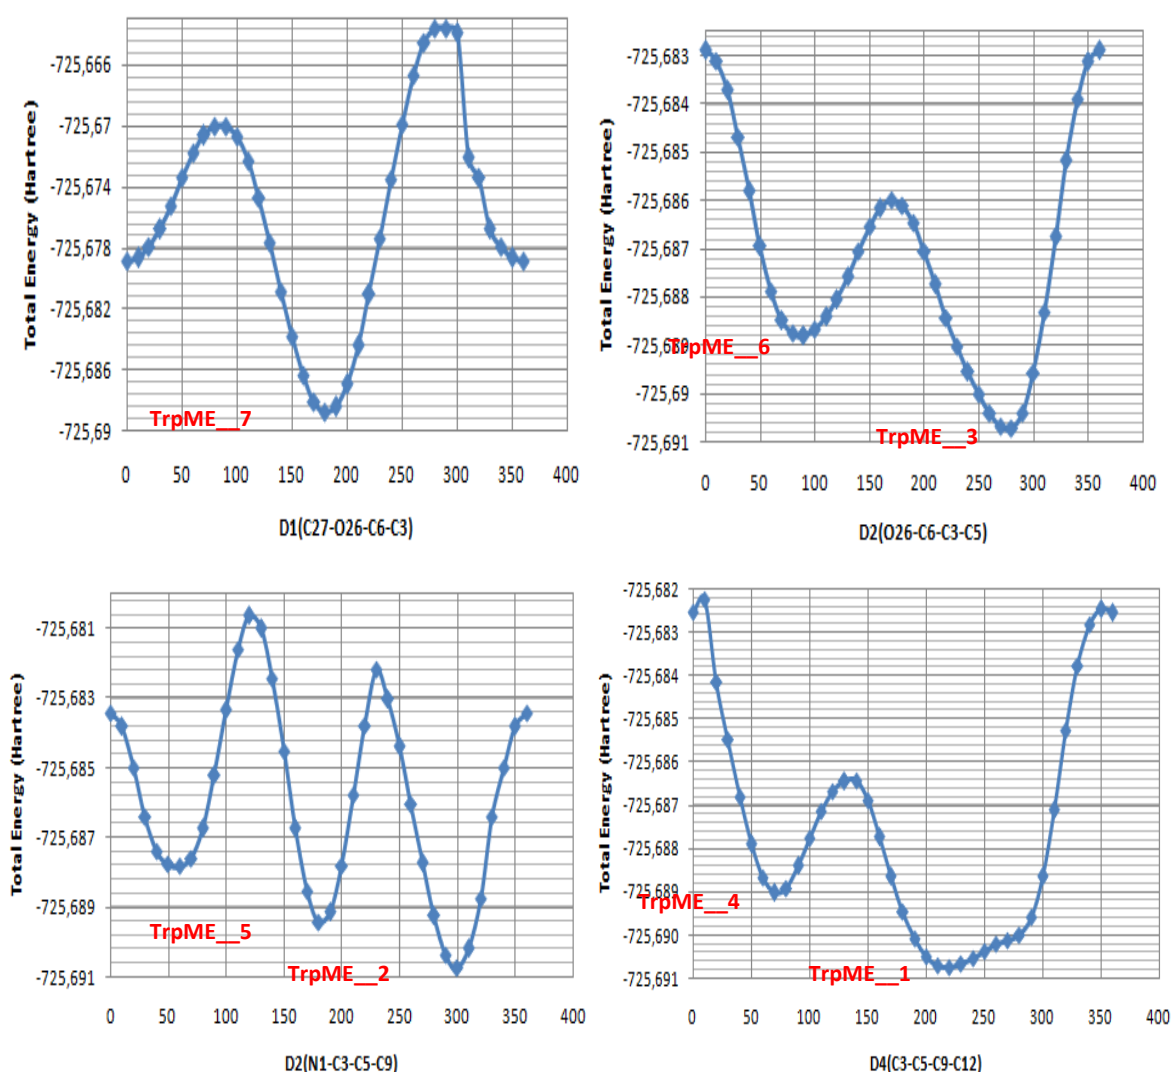 -725,666
-725,67
-725,674
-725,678
-725,682
-725,686
-725,69
Total Energy (Hartree)
TrpME__7
0 50 100 150 200 250 300 350 400
D1(C27-O26-C6-C3)
-725,683
-725,684
-725,685
-725,686
-725,687
-725,688
-725,689
-725,69
-725,691
Total Energy (Hartree)
TrpME__6
TrpME__3
0 50 100 150 200 250 300 350 400
D2(O26-C6-C3-C5)
-725,681
-725,683
-725,685
-725,687
-725,689
-725,691
Total Energy (Hartree)
TrpME__5
TrpME__2
0 50 100 150 200 250 300 350 400
D2(N1-C3-C5-C9)
-725,682
-725,683
-725,684
-725,685
-725,686
-725,687
-725,688
-725,689
-725,690
-725,691
Total Energy (Hartree)
TrpME__4
TrpME__1
0 100 200 300 400
D4(C3-C5-C9-C12)